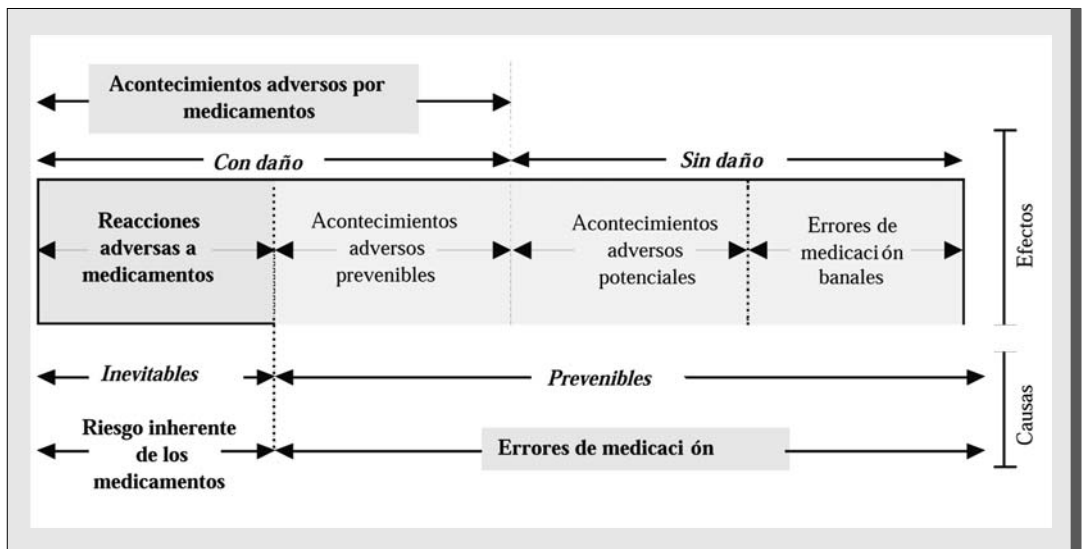 Acontecimientos adversos por
medicamentos
Con daño
Sin daño
Reacciones
adversas a
medicamentos
Acontecimientos
adversos
prevenibles
Acontecimientos
adversos
potenciales
Errores de
medicaci ón
banales
Efectos
Inevitables
Prevenibles
Riesgo inherente
de los
medicamentos
Errores de medicaci ón
Causas